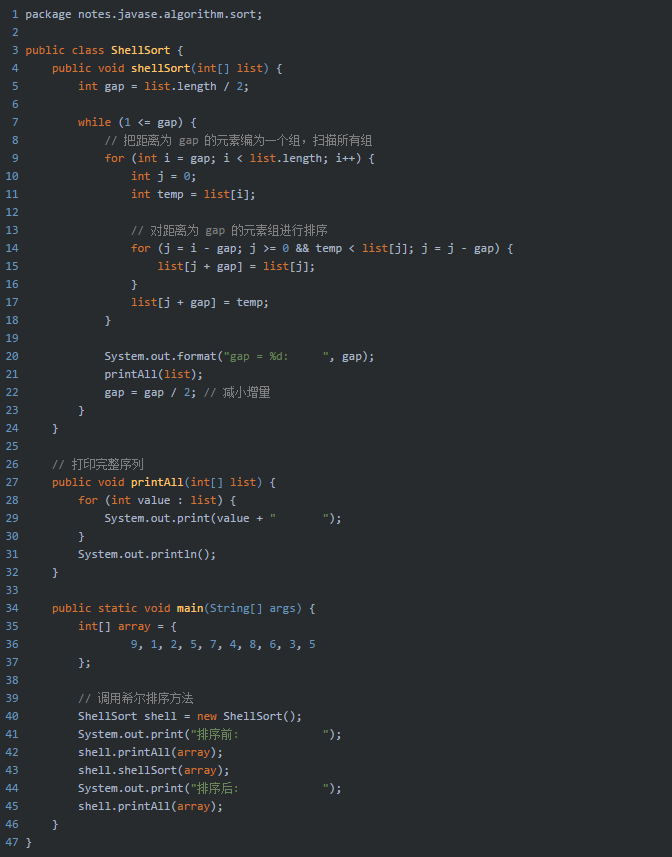 1 package notes.javase.algorithm.sort;
2
3 public class ShellSort {
4     public void shellSort(int[] list) {
5         int gap = list.length / 2;
6
7         while (1 <= gap) {
8             // 把距离为 gap 的元素编为一个组，扫描所有组
9             for (int i = gap; i < list.length; i++) {
10                 int j = 0;
11                 int temp = list[i];
12
13                 // 对距离为 gap 的元素组进行排序
14                 for (j = i - gap; j >= 0 && temp < list[j]; j = j - gap) {
15                     list[j + gap] = list[j];
16                 }
17                 list[j + gap] = temp;
18             }
19
20             System.out.format("gap = %d:     ", gap);
21             printAll(list);
22             gap = gap / 2; // 减小增量
23         }
24     }
25
26     // 打印完整序列
27     public void printAll(int[] list) {
28         for (int value : list) {
29             System.out.print(value + "       ");
30         }
31         System.out.println();
32     }
33
34     public static void main(String[] args) {
35         int[] array = {
36                 9, 1, 2, 5, 7, 4, 8, 6, 3, 5
37         };
38
39         // 调用希尔排序方法
40         ShellSort shell = new ShellSort();
41         System.out.print("排序前:             ");
42         shell.printAll(array);
43         shell.shellSort(array);
44         System.out.print("排序后:             ");
45         shell.printAll(array);
46     }
47 }